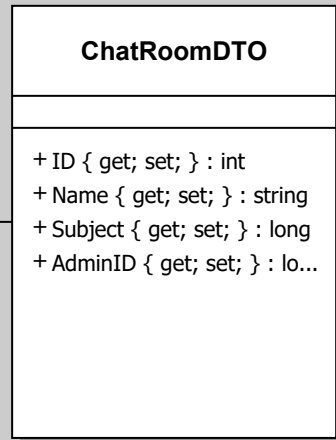 ChatRoomDTO
+ ID { get; set; } : int
+ Name { get; set; } : string
+ Subject { get; set; } : long
+ AdminID { get; set; } : lo...